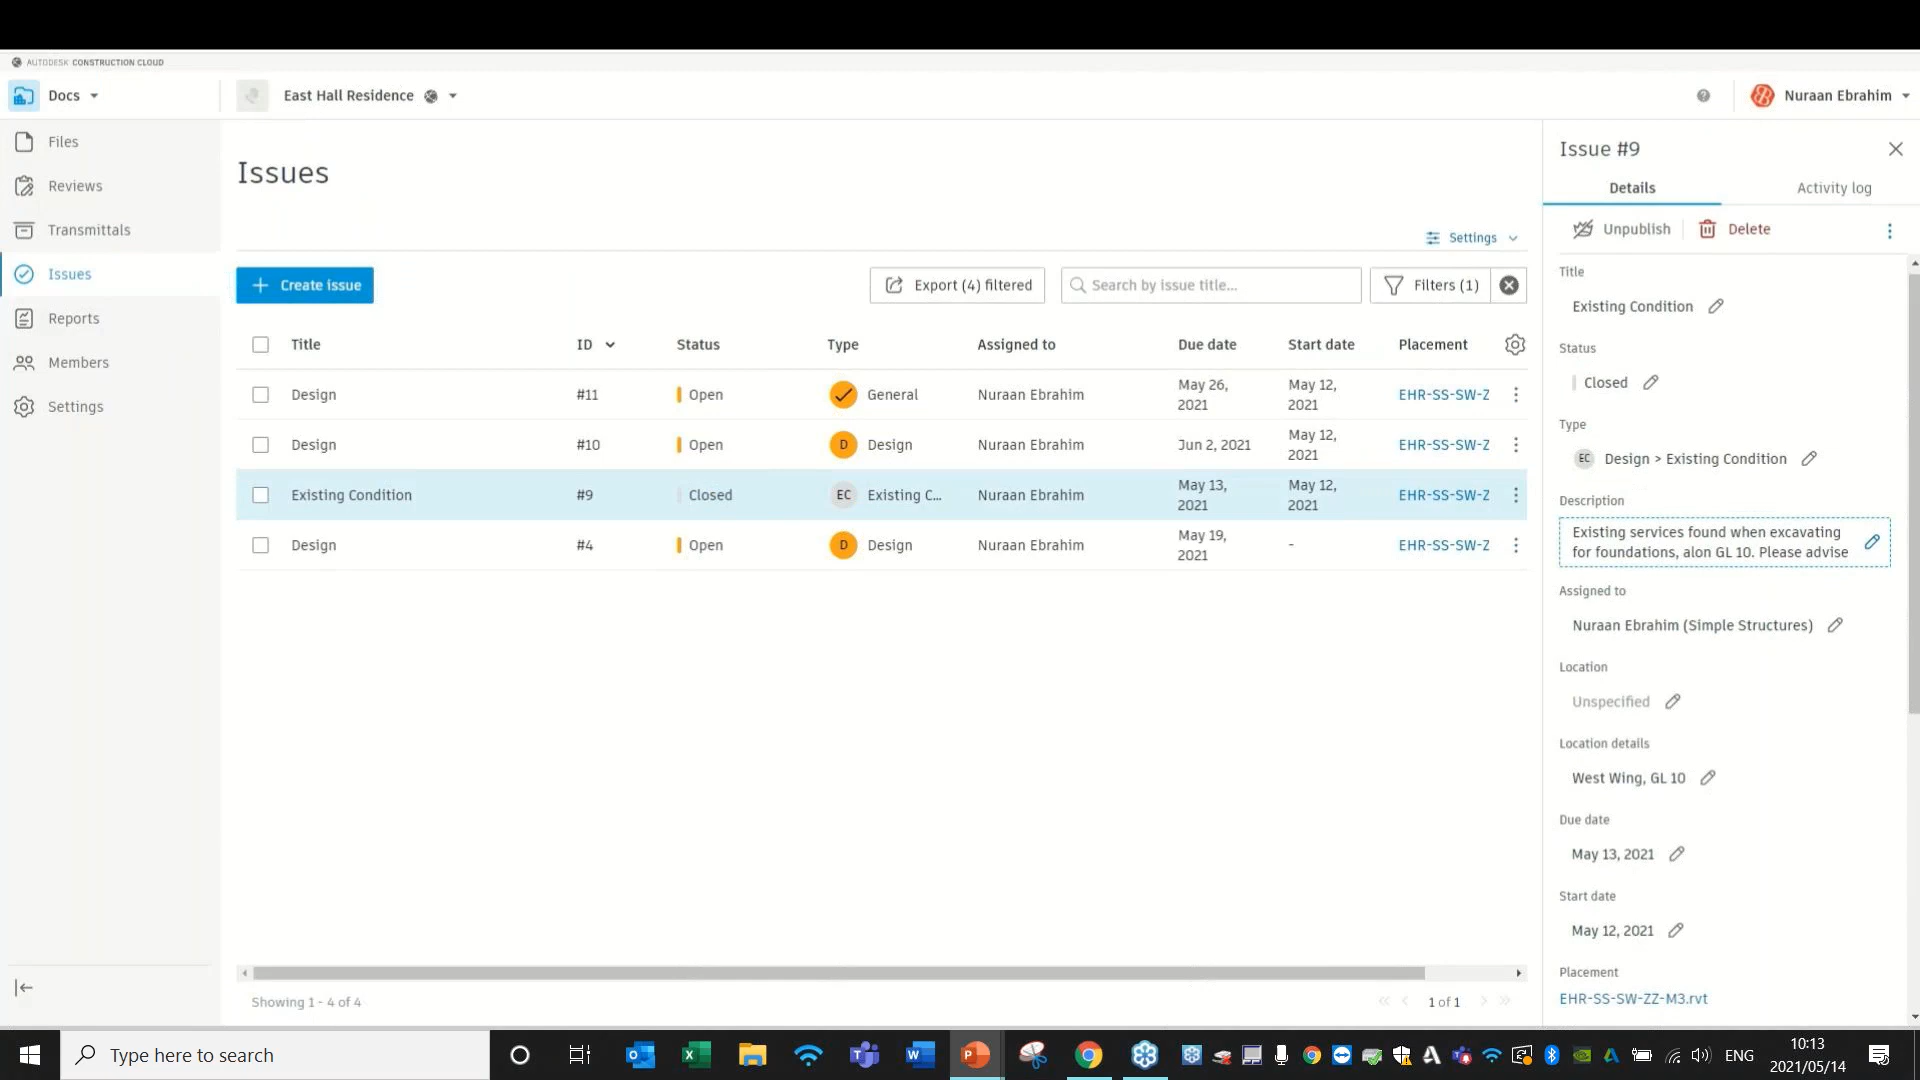 AUTODESK CONSTRUCTION CLOUD
Docs
East Hall Residence
Nuraan Ebrahim
Files
Reviews
Transmittals
Issues
Reports
Members
Settings
Issues
Settings
Create issue
Export (4) filtered
Search by issue title...
Filters (1)
Title ID Status Type Assigned to Due date Start date Placement
Design #11 Open General Nuraan Ebrahim May 26, 2021 May 12, 2021 EHR-SS-SW-Z
Design #10 Open D Design Nuraan Ebrahim Jun 2, 2021 May 12, 2021 EHR-SS-SW-Z
Existing Condition #9 Closed EC Existing C... Nuraan Ebrahim May 13, 2021 May 12, 2021 EHR-SS-SW-Z
Design #4 Open D Design Nuraan Ebrahim May 19, 2021 - EHR-SS-SW-Z
Showing 1 - 4 of 4
1 of 1
Issue #9
Details Activity log
Unpublish Delete
Title
Existing Condition
Status
Closed
Type
EC Design > Existing Condition
Description
Existing services found when excavating
for foundations, alon GL 10. Please advise
Assigned to
Nuraan Ebrahim (Simple Structures)
Location
Unspecified
Location details
West Wing, GL 10
Due date
May 13, 2021
Start date
May 12, 2021
Placement
EHR-SS-SW-ZZ-M3.rvt
Type here to search
ENG
10:13
2021/05/14